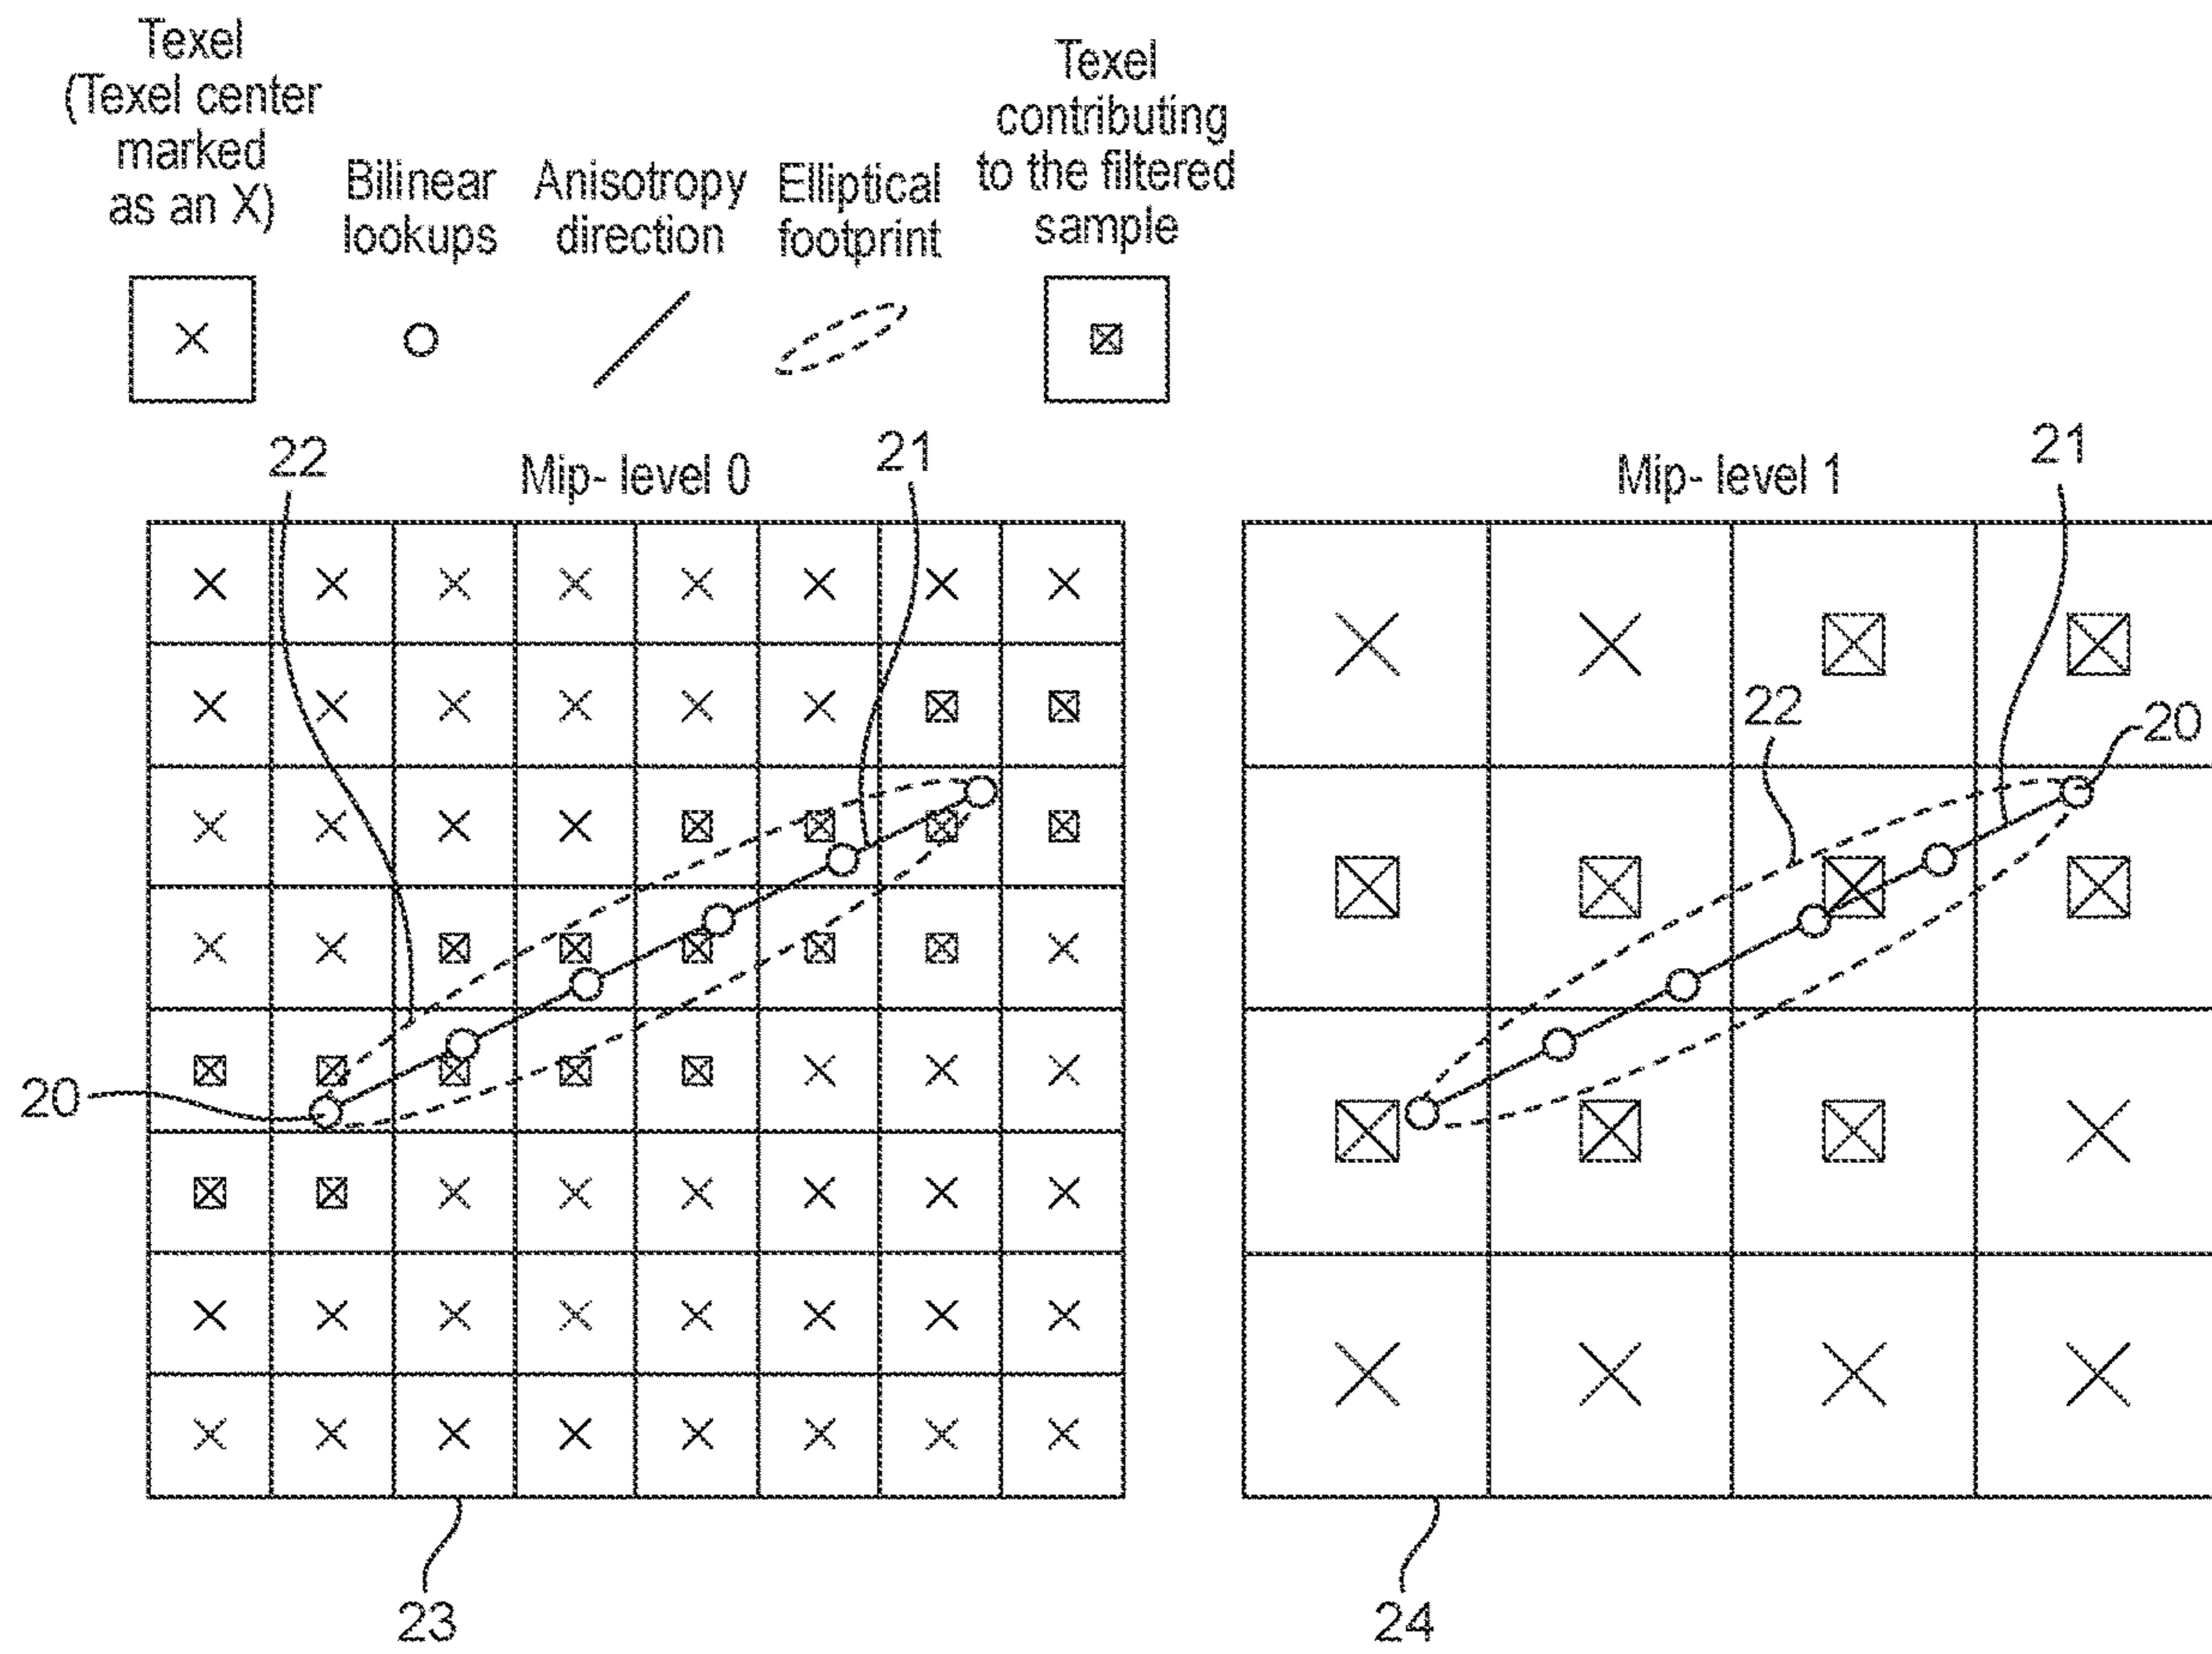 Texel
(Texel center
marked
as an X)
Bilinear
lookups
Anisotropy
direction
Elliptical
footprint
Texel
contributing
to the filtered
sample
22
Mip- level 0
21
20
23
Mip- level 1
21
22
20
24